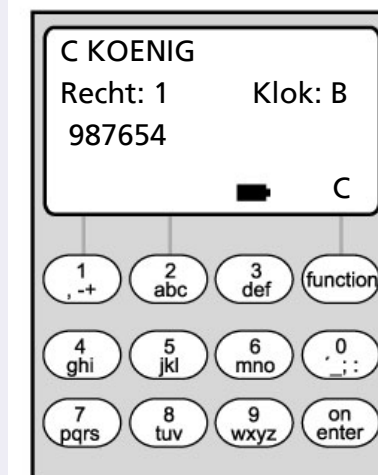 C KOENIG
Recht: 1 Klok: B
987654
C
1 2 3 function
, -+ abc def
4 5 6 0
ghi jkl mno ´_; :
7 8 9 on
pqrs tuv wxyz enter